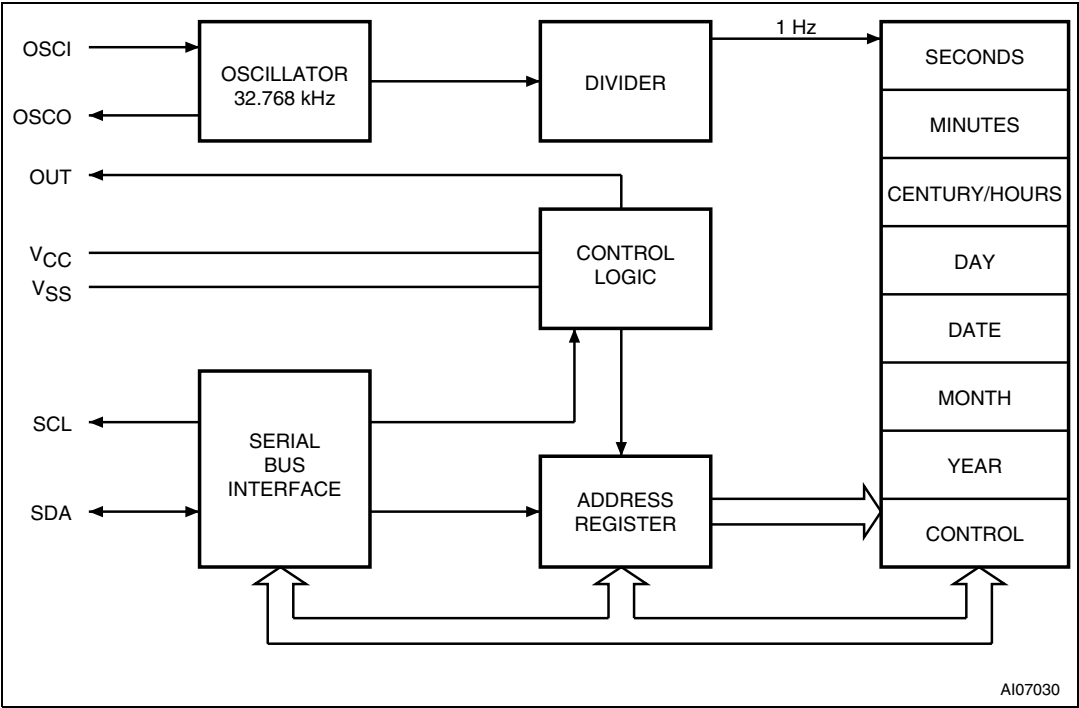 OSCI
OSCO
OSCILLATOR
32.768 kHz
DIVIDER
1 Hz
OUT
VCC
VSS
CONTROL
LOGIC
SCL
SDA
SERIAL
BUS
INTERFACE
ADDRESS
REGISTER
SECONDS
MINUTES
CENTURY/HOURS
DAY
DATE
MONTH
YEAR
CONTROL
AI07030